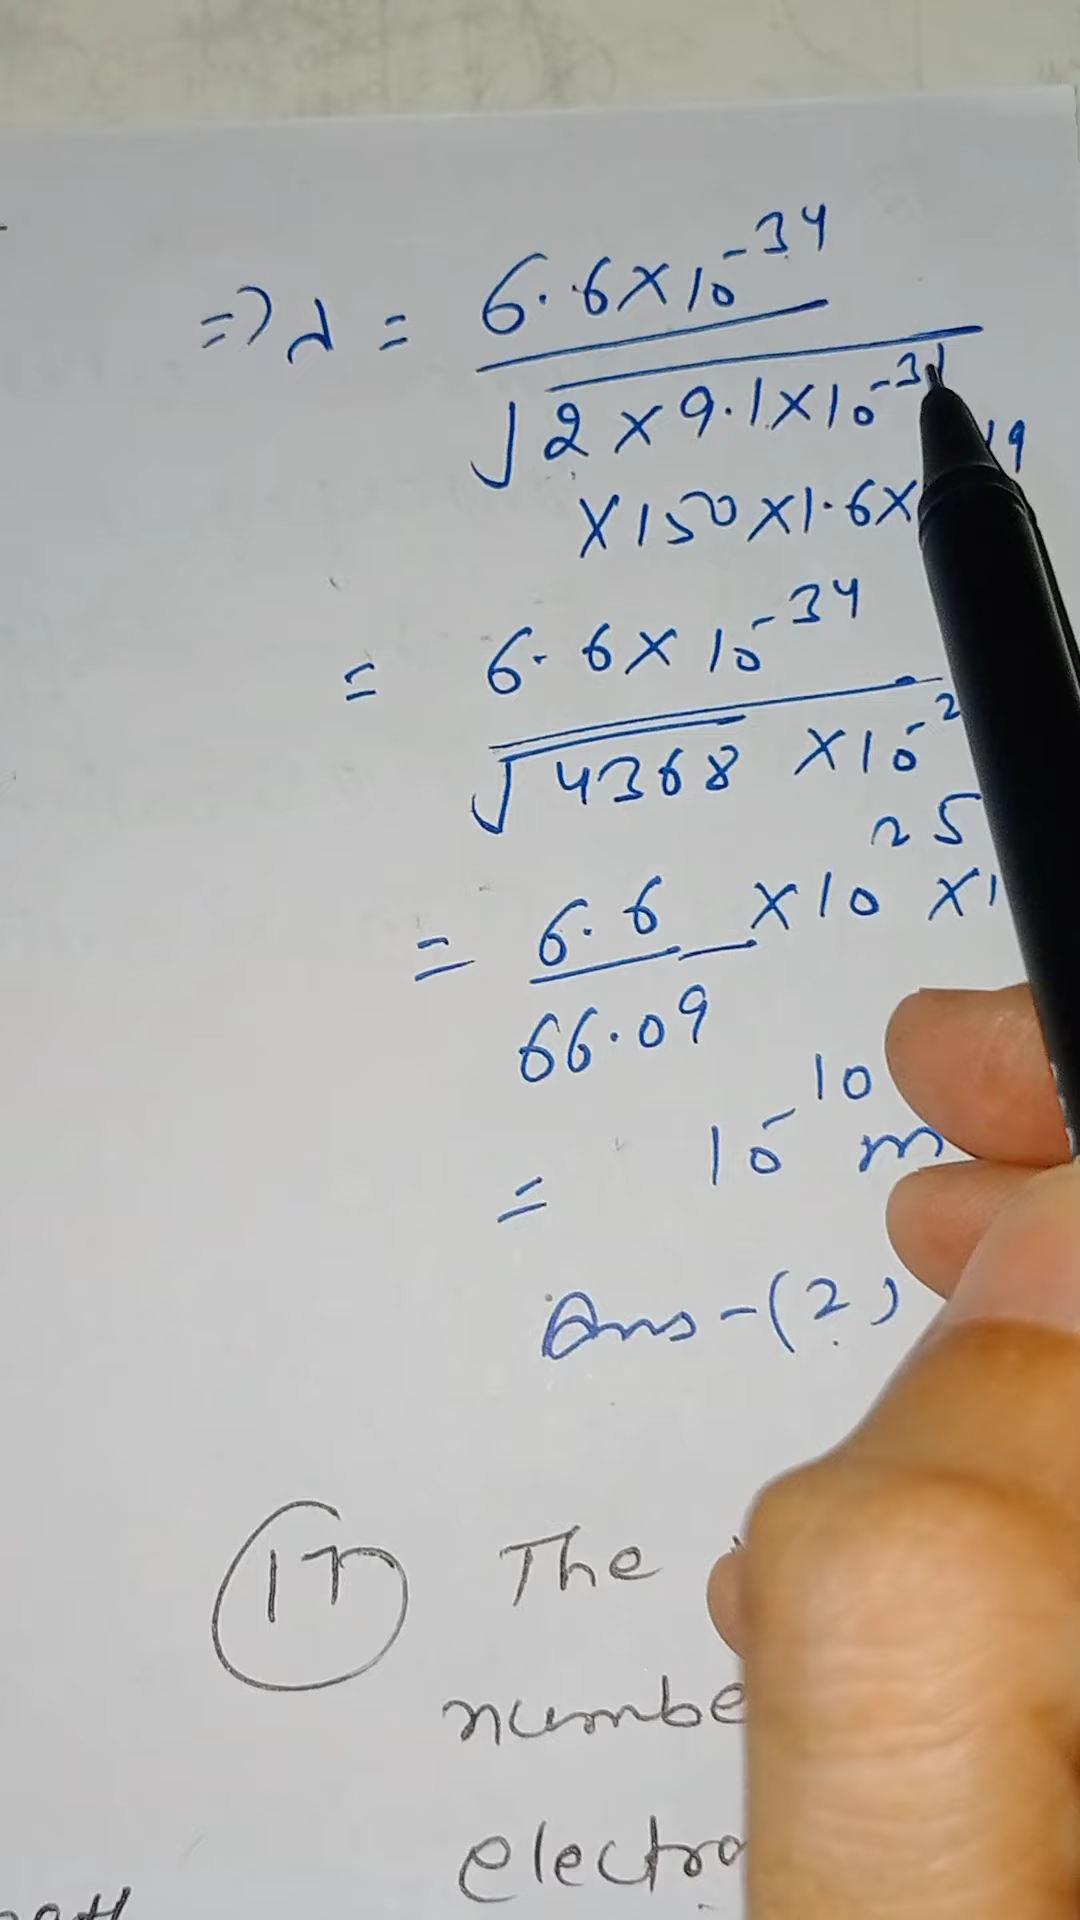 => λ = 6.6×10^-34
√2 × 9.1×10^-31
×150×1.6× 19
= 6.6×10^-34
√4368 ×10^-2
= 6.6 ×10^25 ×1
66.09
= 10^-10 m
Ans-(2)
17 The
numbe
electro